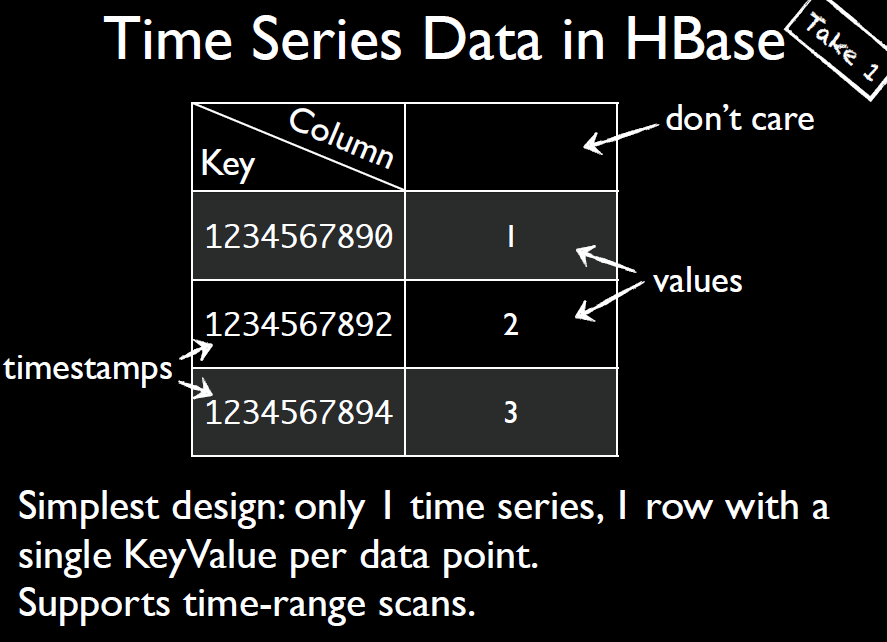 Time Series Data in HBase
Take 1
Column
Key
don't care
1234567890
1
values
1234567892
2
timestamps
1234567894
3
Simplest design: only 1 time series, 1 row with a
single KeyValue per data point.
Supports time-range scans.